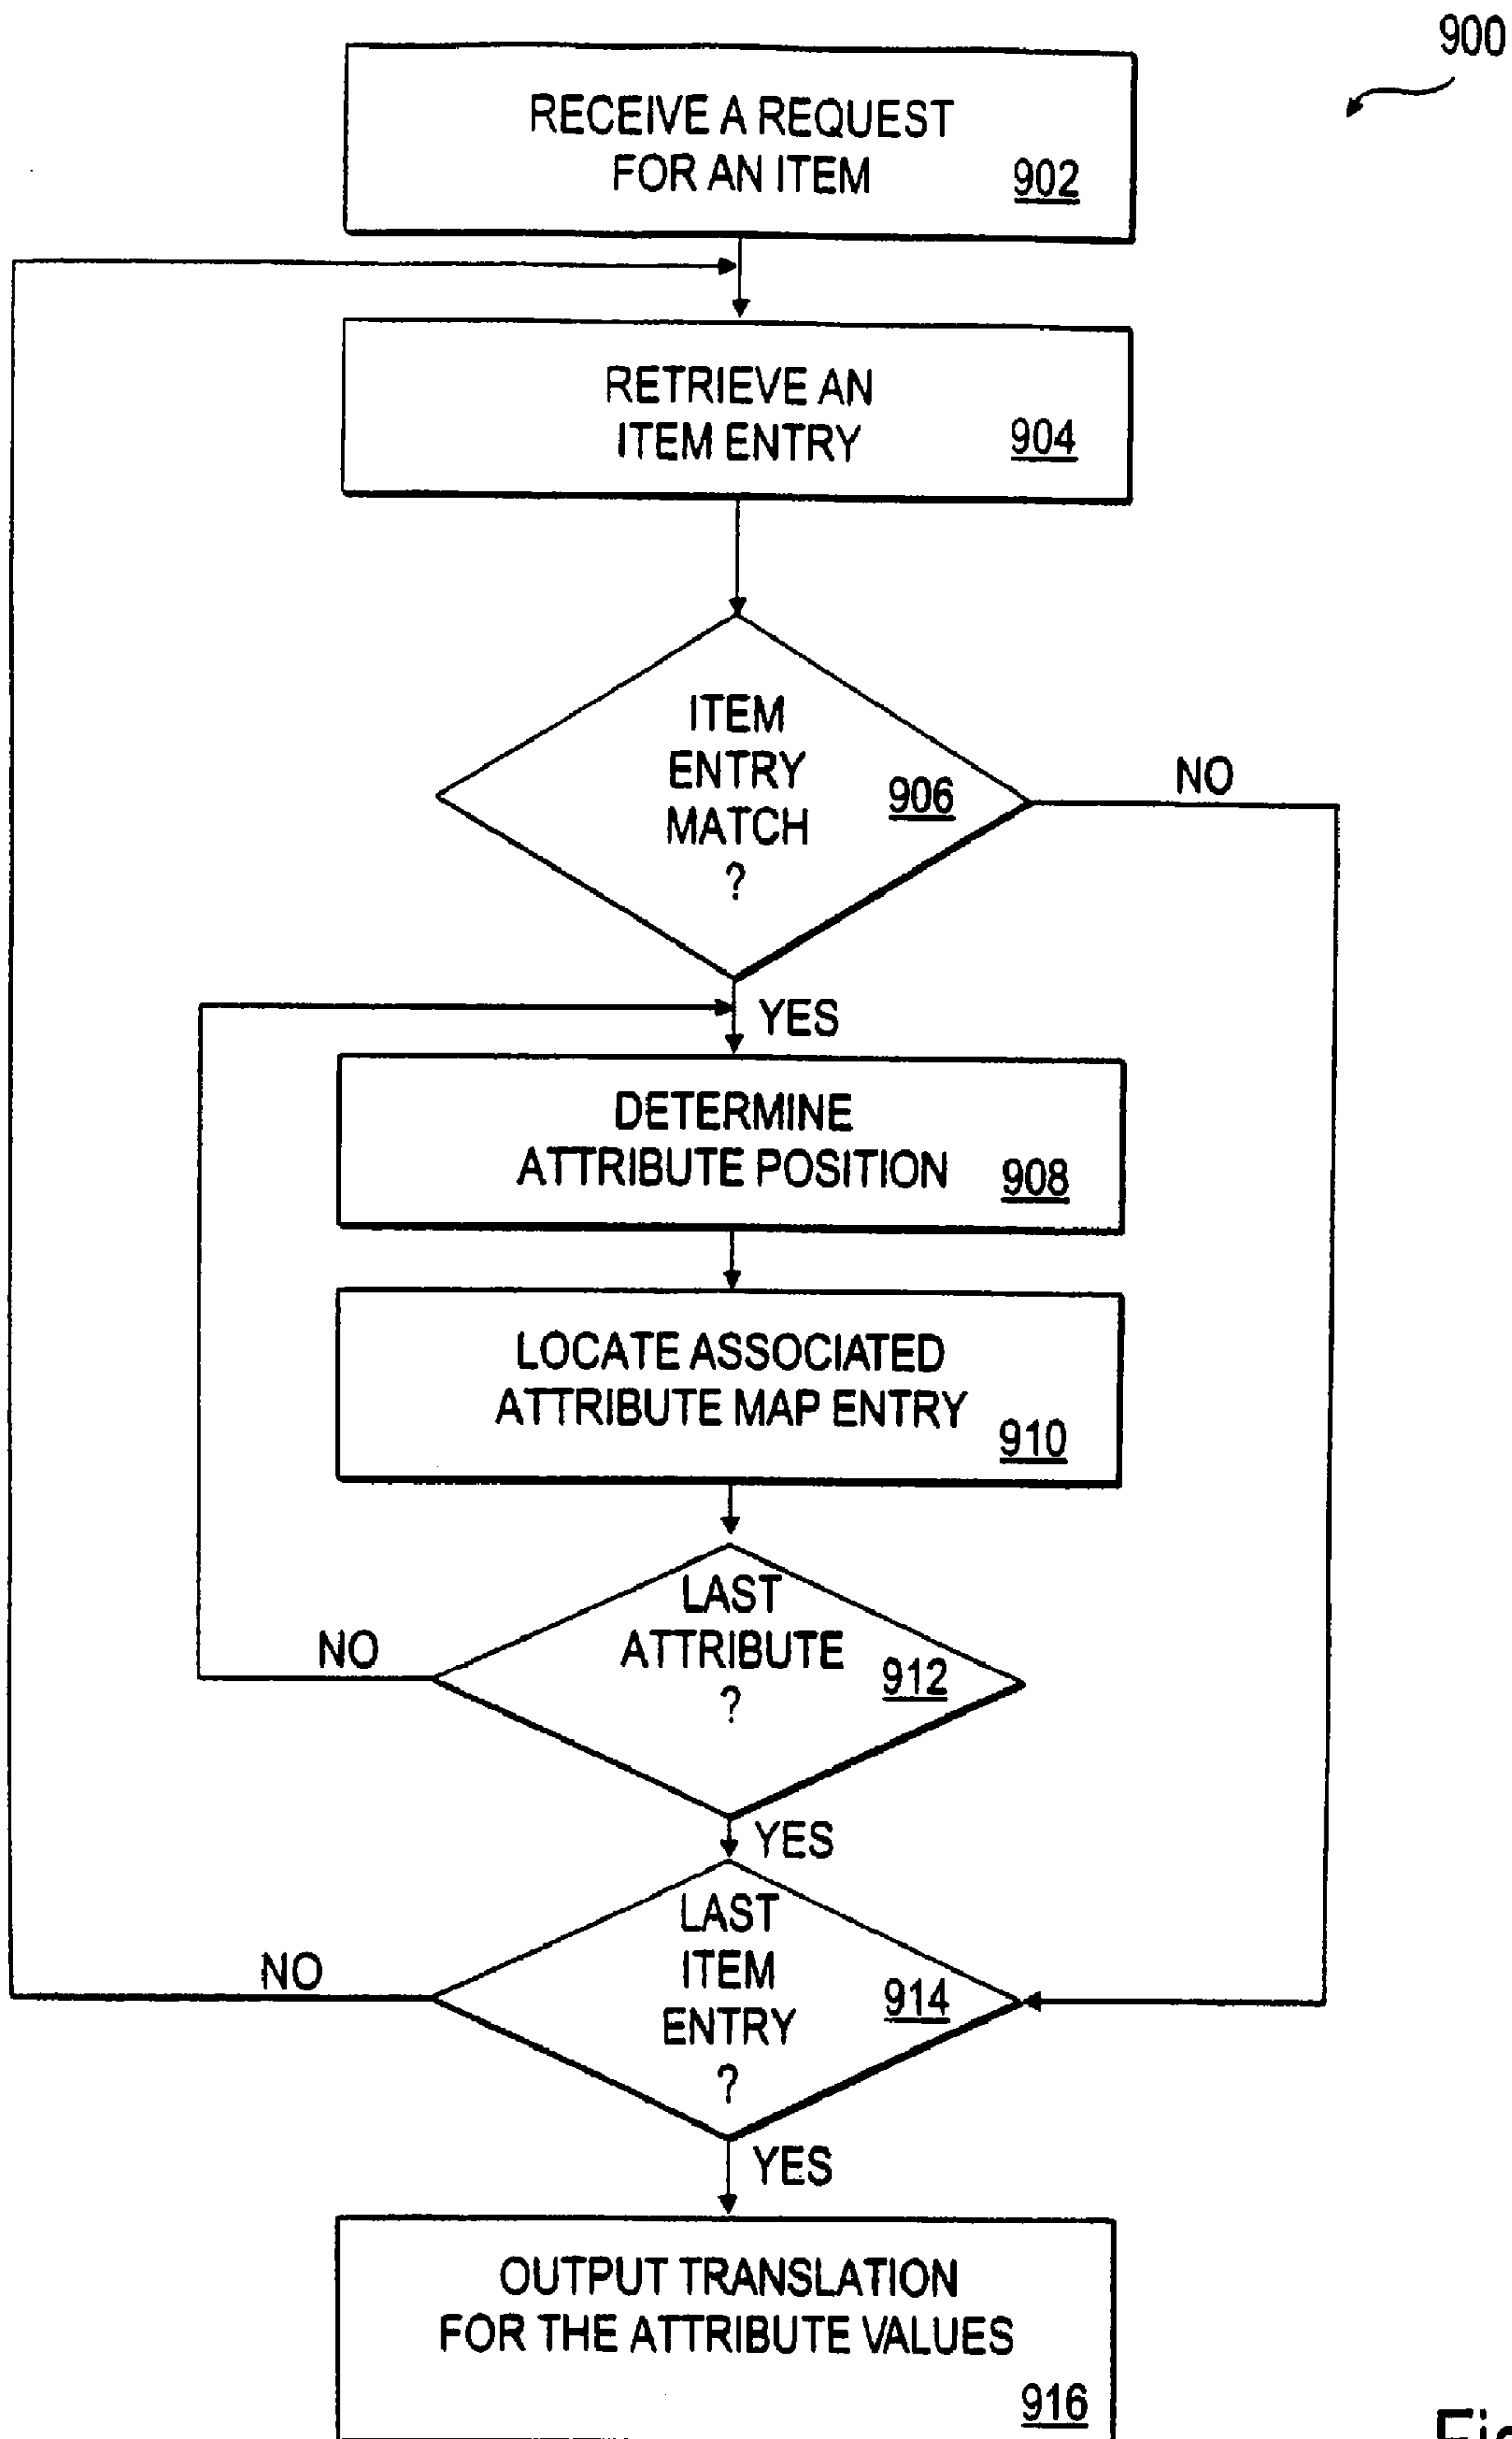 900
RECEIVE A REQUEST
FOR AN ITEM
902
RETRIEVE AN
ITEM ENTRY
904
ITEM
ENTRY
MATCH
?
906
NO
YES
DETERMINE
ATTRIBUTE POSITION
908
LOCATE ASSOCIATED
ATTRIBUTE MAP ENTRY
910
LAST
ATTRIBUTE
?
912
NO
YES
LAST
ITEM
ENTRY
?
914
NO
YES
OUTPUT TRANSLATION
FOR THE ATTRIBUTE VALUES
916